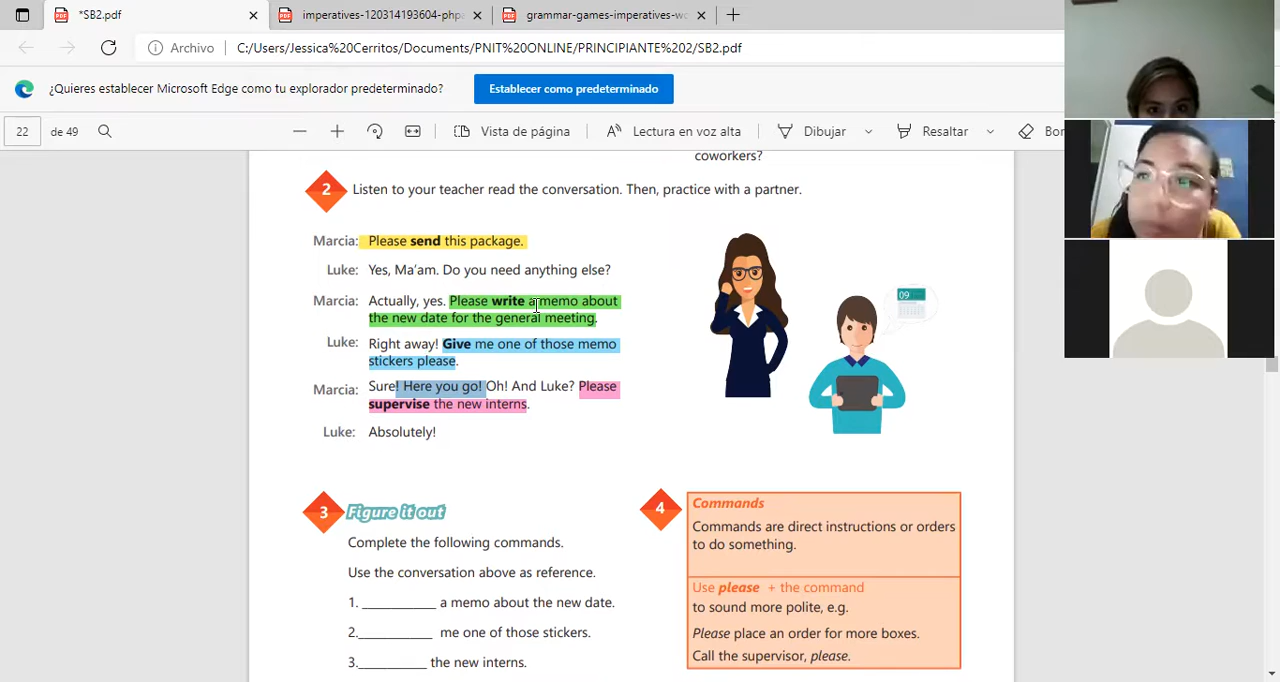 *SB2.pdf
imperatives-120314193604-php
grammar-games-imperatives-wo
Archivo
C:/Users/Jessica%20Cerritos/Documents/PNIT%20ONLINE/PRINCIPIANTE%202/SB2.pdf
¿Quieres establecer Microsoft Edge como tu explorador predeterminado?
Establecer como predeterminado
22 de 49
Vista de página
Lectura en voz alta
Dibujar
Resaltar
Bor
coworkers?
2 Listen to your teacher read the conversation. Then, practice with a partner.
Marcia: Please send this package.
Luke: Yes, Ma'am. Do you need anything else?
Marcia: Actually, yes. Please write a memo about
the new date for the general meeting.
Luke: Right away! Give me one of those memo
stickers please.
Marcia: Sure! Here you go! Oh! And Luke? Please
supervise the new interns.
Luke: Absolutely!
09
3 Figure it out
Complete the following commands.
Use the conversation above as reference.
1. ___________ a memo about the new date.
2.___________ me one of those stickers.
3.__________ the new interns.
4 Commands
Commands are direct instructions or orders
to do something.
Use please + the command
to sound more polite, e.g.
Please place an order for more boxes.
Call the supervisor, please.